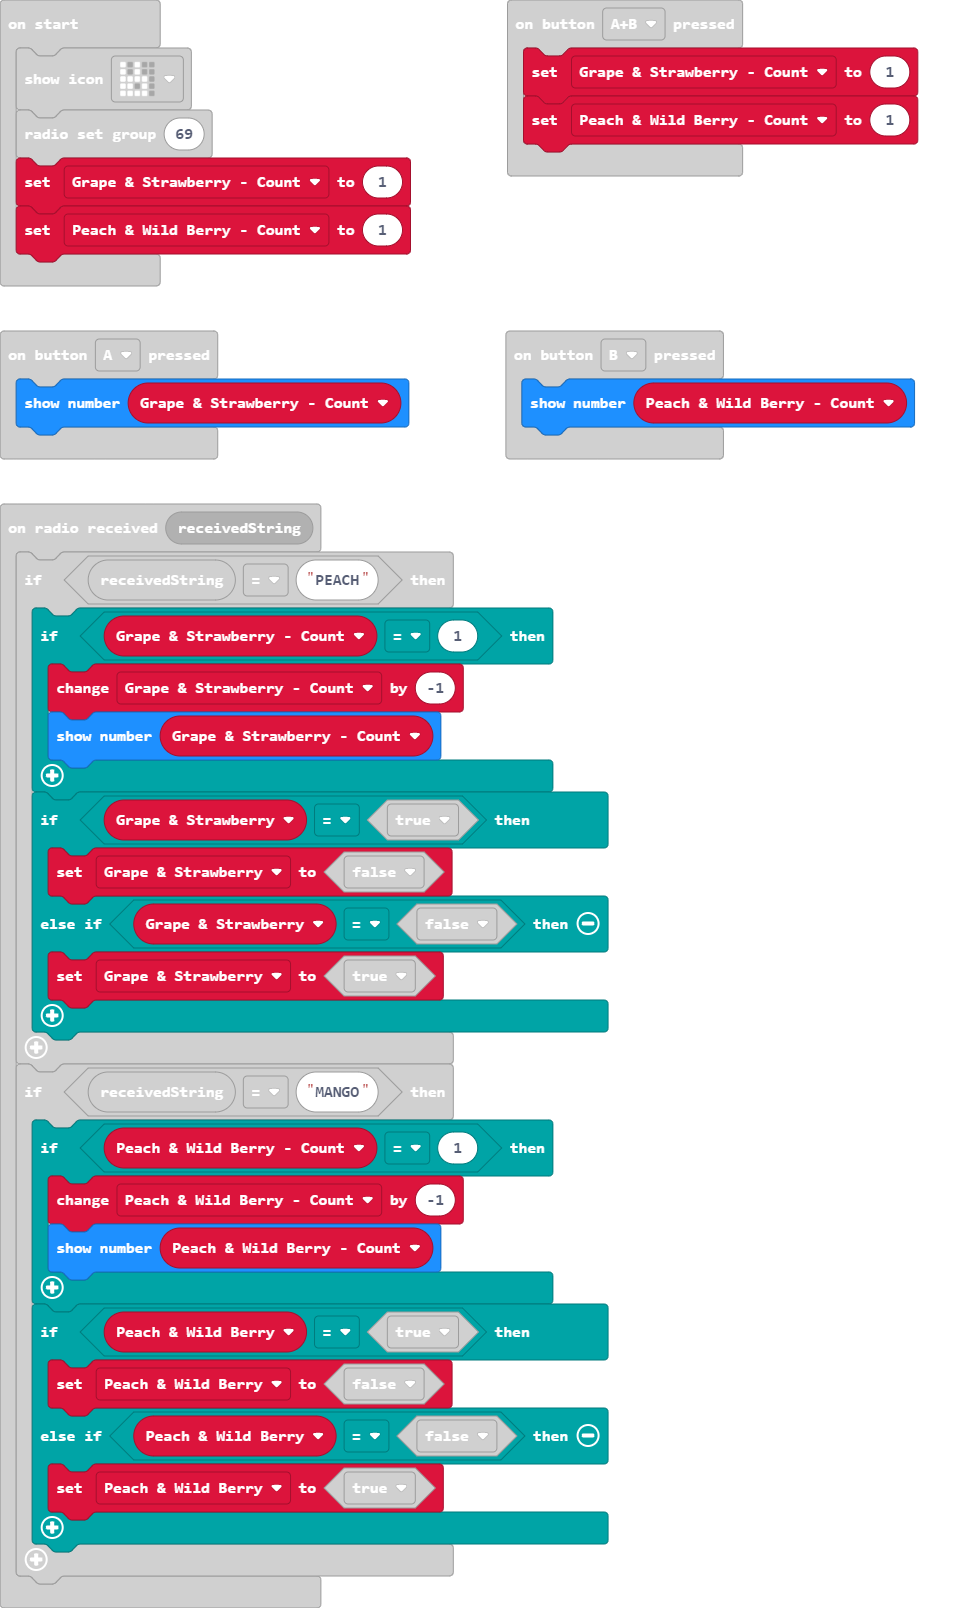 on start
show icon
radio set group 69
set Grape & Strawberry - Count to 1
set Peach & Wild Berry - Count to 1
on button A+B pressed
set Grape & Strawberry - Count to 1
set Peach & Wild Berry - Count to 1
on button A pressed
show number Grape & Strawberry - Count
on button B pressed
show number Peach & Wild Berry - Count
on radio received receivedString
if receivedString = "PEACH" then
if Grape & Strawberry - Count = 1 then
change Grape & Strawberry - Count by -1
show number Grape & Strawberry - Count
if Grape & Strawberry = true then
set Grape & Strawberry to false
else if Grape & Strawberry = false then
set Grape & Strawberry to true
if receivedString = "MANGO" then
if Peach & Wild Berry - Count = 1 then
change Peach & Wild Berry - Count by -1
show number Peach & Wild Berry - Count
if Peach & Wild Berry = true then
set Peach & Wild Berry to false
else if Peach & Wild Berry = false then
set Peach & Wild Berry to true